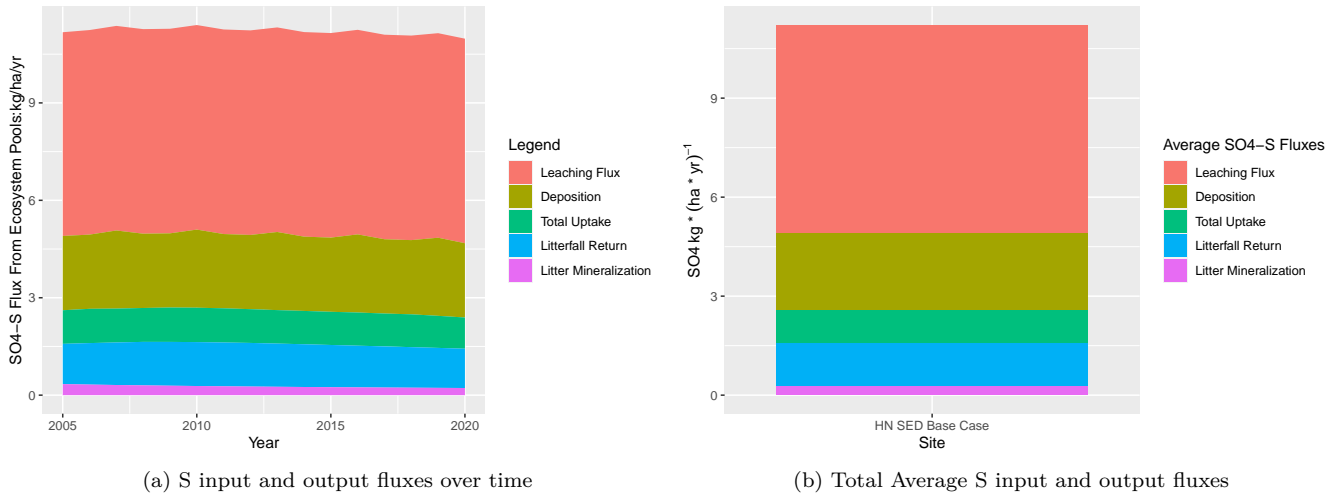 SO4−S Flux From Ecosystem Pools:kg/ha/yr
9
6
3
0
2005 2010 2015 2020
Year
Legend
Leaching Flux
Deposition
Total Uptake
Litterfall Return
Litter Mineralization
(a) S input and output fluxes over time
SO4 kg * (ha * yr)⁻¹
9
6
3
0
HN SED Base Case
Site
Average SO4−S Fluxes
Leaching Flux
Deposition
Total Uptake
Litterfall Return
Litter Mineralization
(b) Total Average S input and output fluxes